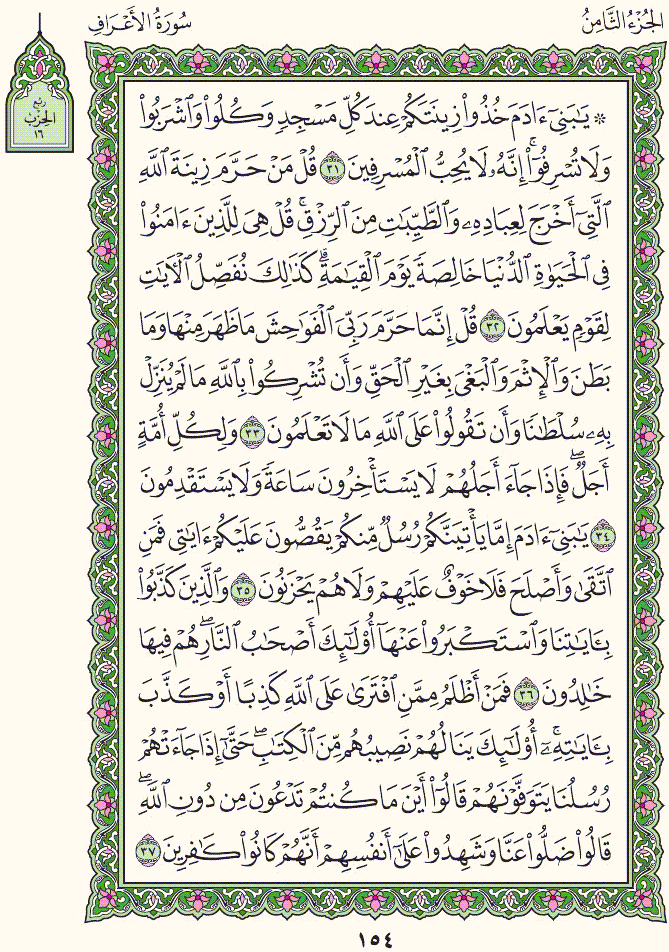 الجُزْءُ الثَّامِنُ
سُورَةُ الأَعْرَافِ
رُبع
الحِزْب
١٦
۞ يَٰبَنِىٓ ءَادَمَ خُذُوا۟ زِينَتَكُمْ عِندَ كُلِّ مَسْجِدٍ وَكُلُوا۟ وَٱشْرَبُوا۟
وَلَا تُسْرِفُوٓا۟ ۚ إِنَّهُۥ لَا يُحِبُّ ٱلْمُسْرِفِينَ ٣١ قُلْ مَنْ حَرَّمَ زِينَةَ ٱللَّهِ
ٱلَّتِىٓ أَخْرَجَ لِعِبَادِهِۦ وَٱلطَّيِّبَٰتِ مِنَ ٱلرِّزْقِ ۚ قُلْ هِىَ لِلَّذِينَ ءَامَنُوا۟
فِى ٱلْحَيَوٰةِ ٱلدُّنْيَا خَالِصَةً يَوْمَ ٱلْقِيَٰمَةِ ۗ كَذَٰلِكَ نُفَصِّلُ ٱلْءَايَٰتِ
لِقَوْمٍ يَعْلَمُونَ ٣٢ قُلْ إِنَّمَا حَرَّمَ رَبِّىَ ٱلْفَوَٰحِشَ مَا ظَهَرَ مِنْهَا وَمَا
بَطَنَ وَٱلْإِثْمَ وَٱلْبَغْىَ بِغَيْرِ ٱلْحَقِّ وَأَن تُشْرِكُوا۟ بِٱللَّهِ مَا لَمْ يُنَزِّلْ
بِهِۦ سُلْطَٰنًا وَأَن تَقُولُوا۟ عَلَى ٱللَّهِ مَا لَا تَعْلَمُونَ ٣٣ وَلِكُلِّ أُمَّةٍ
أَجَلٌ ۖ فَإِذَا جَآءَ أَجَلُهُمْ لَا يَسْتَأْخِرُونَ سَاعَةً وَلَا يَسْتَقْدِمُونَ
٣٤ يَٰبَنِىٓ ءَادَمَ إِمَّا يَأْتِيَنَّكُمْ رُسُلٌ مِّنكُمْ يَقُصُّونَ عَلَيْكُمْ ءَايَٰتِى فَمَنِ
ٱتَّقَىٰ وَأَصْلَحَ فَلَا خَوْفٌ عَلَيْهِمْ وَلَا هُمْ يَحْزَنُونَ ٣٥ وَٱلَّذِينَ كَذَّبُوا۟
بِـَٔايَٰتِنَا وَٱسْتَكْبَرُوا۟ عَنْهَآ أُو۟لَٰٓئِكَ أَصْحَٰبُ ٱلنَّارِ ۖ هُمْ فِيهَا
خَٰلِدُونَ ٣٦ فَمَنْ أَظْلَمُ مِمَّنِ ٱفْتَرَىٰ عَلَى ٱللَّهِ كَذِبًا أَوْ كَذَّبَ
بِـَٔايَٰتِهِۦٓ ۚ أُو۟لَٰٓئِكَ يَنَالُهُمْ نَصِيبُهُم مِّنَ ٱلْكِتَٰبِ ۖ حَتَّىٰٓ إِذَا جَآءَتْهُمْ
رُسُلُنَا يَتَوَفَّوْنَهُمْ قَالُوٓا۟ أَيْنَ مَا كُنتُمْ تَدْعُونَ مِن دُونِ ٱللَّهِ ۖ
قَالُوا۟ ضَلُّوا۟ عَنَّا وَشَهِدُوا۟ عَلَىٰٓ أَنفُسِهِمْ أَنَّهُمْ كَانُوا۟ كَٰفِرِينَ ٣٧
١٥٤